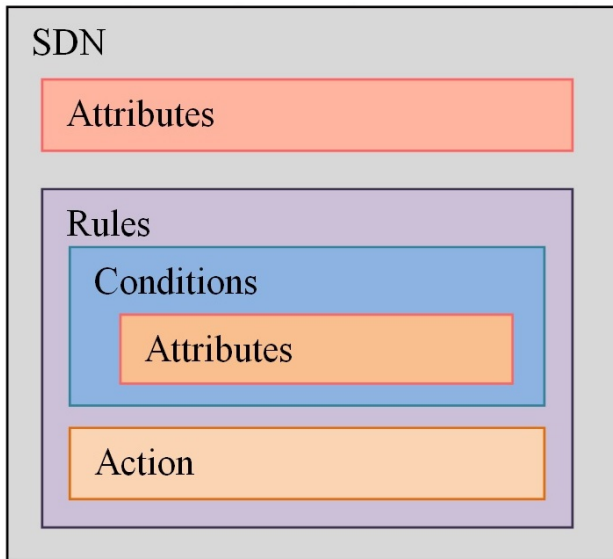 SDN
Attributes
Rules
Conditions
Attributes
Action